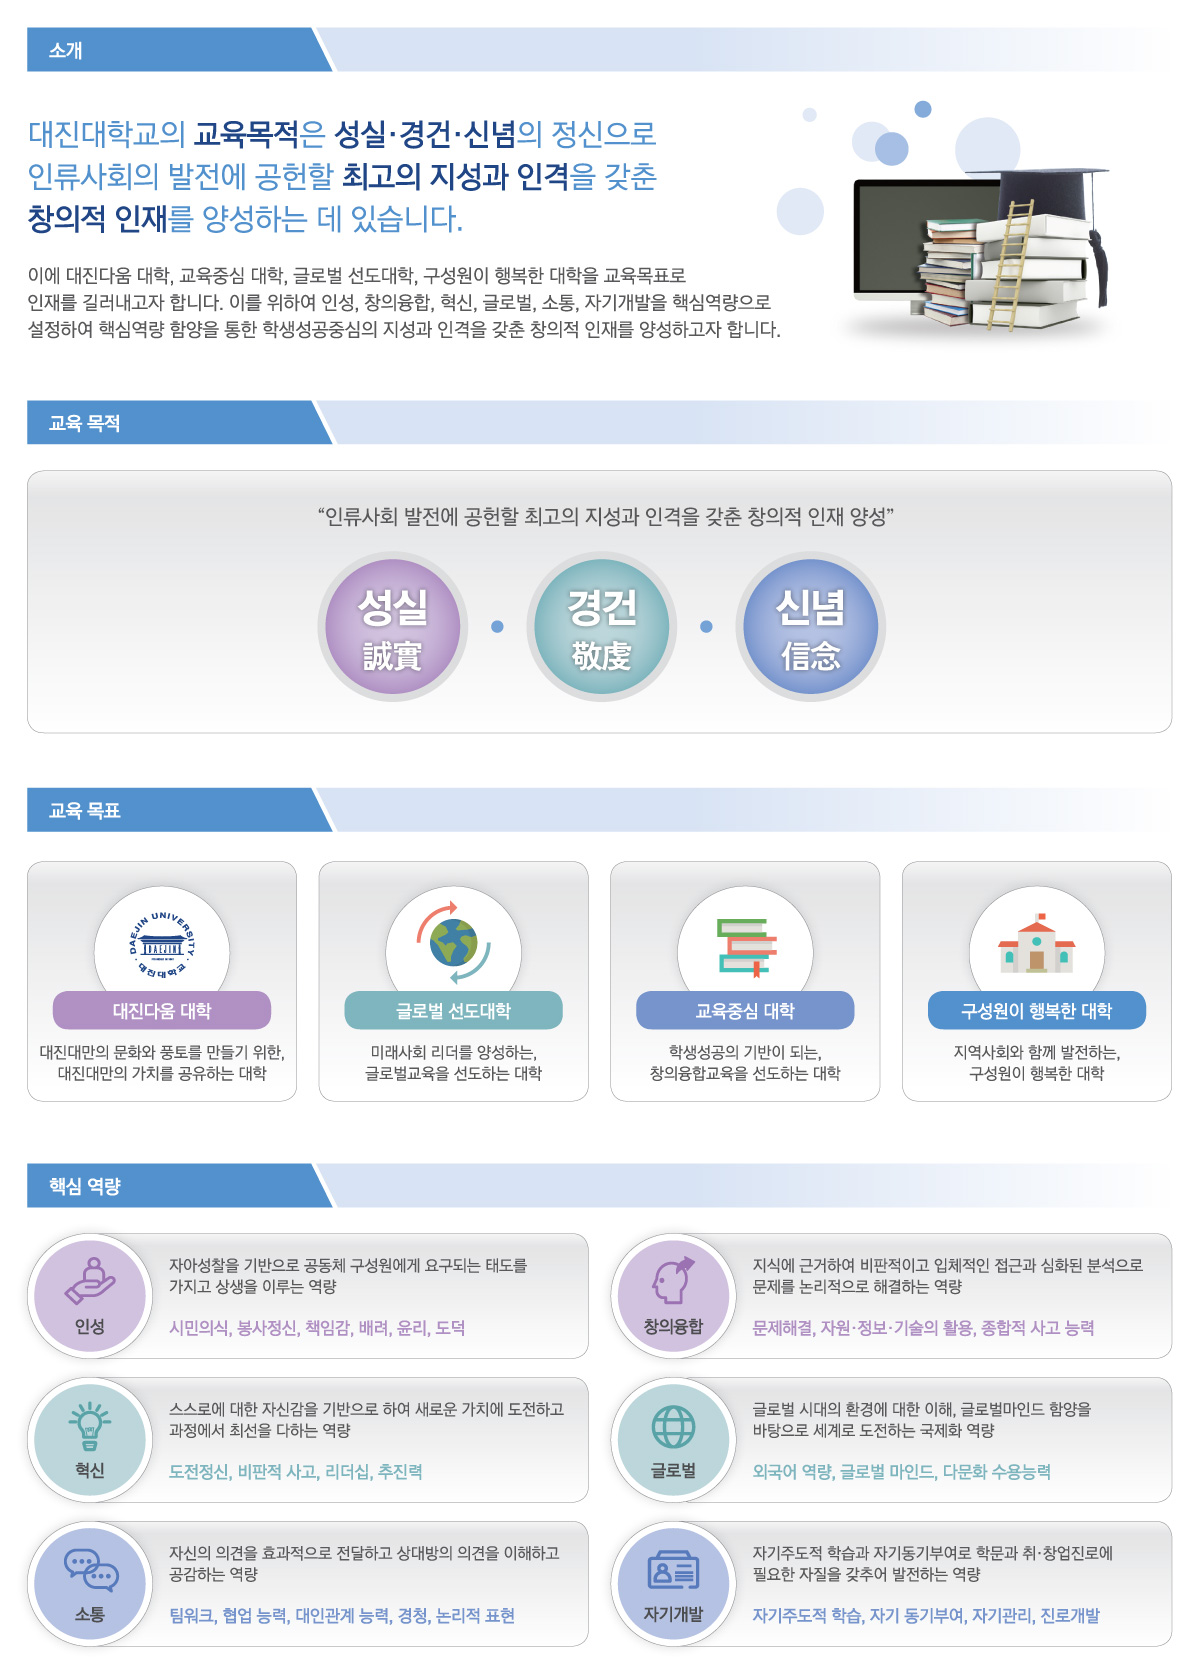 소개
대진대학교의 교육목적은 성실·경건·신념의 정신으로
인류사회의 발전에 공헌할 최고의 지성과 인격을 갖춘
창의적 인재를 양성하는 데 있습니다.
이에 대진다움 대학, 교육중심 대학, 글로벌 선도대학, 구성원이 행복한 대학을 교육목표로
인재를 길러내고자 합니다. 이를 위하여 인성, 창의융합, 혁신, 글로벌, 소통, 자기개발을 핵심역량으로
설정하여 핵심역량 함양을 통한 학생성공중심의 지성과 인격을 갖춘 창의적 인재를 양성하고자 합니다.
교육 목적
“인류사회 발전에 공헌할 최고의 지성과 인격을 갖춘 창의적 인재 양성”
성실 · 경건 · 신념
誠實 敬虔 信念
교육 목표
DAEJIN UNIVERSITY
DAEJIN
대진대학교
대진다움 대학
대진대만의 문화와 풍토를 만들기 위한,
대진대만의 가치를 공유하는 대학
글로벌 선도대학
미래사회 리더를 양성하는,
글로벌교육을 선도하는 대학
교육중심 대학
학생성공의 기반이 되는,
창의융합교육을 선도하는 대학
구성원이 행복한 대학
지역사회와 함께 발전하는,
구성원이 행복한 대학
핵심 역량
인성
자아성찰을 기반으로 공동체 구성원에게 요구되는 태도를
가지고 상생을 이루는 역량
시민의식, 봉사정신, 책임감, 배려, 윤리, 도덕
창의융합
지식에 근거하여 비판적이고 입체적인 접근과 심화된 분석으로
문제를 논리적으로 해결하는 역량
문제해결, 자원·정보·기술의 활용, 종합적 사고 능력
혁신
스스로에 대한 자신감을 기반으로 하여 새로운 가치에 도전하고
과정에서 최선을 다하는 역량
도전정신, 비판적 사고, 리더십, 추진력
글로벌
글로벌 시대의 환경에 대한 이해, 글로벌마인드 함양을
바탕으로 세계로 도전하는 국제화 역량
외국어 역량, 글로벌 마인드, 다문화 수용능력
소통
자신의 의견을 효과적으로 전달하고 상대방의 의견을 이해하고
공감하는 역량
팀워크, 협업 능력, 대인관계 능력, 경청, 논리적 표현
자기개발
자기주도적 학습과 자기동기부여로 학문과 취·창업진로에
필요한 자질을 갖추어 발전하는 역량
자기주도적 학습, 자기 동기부여, 자기관리, 진로개발